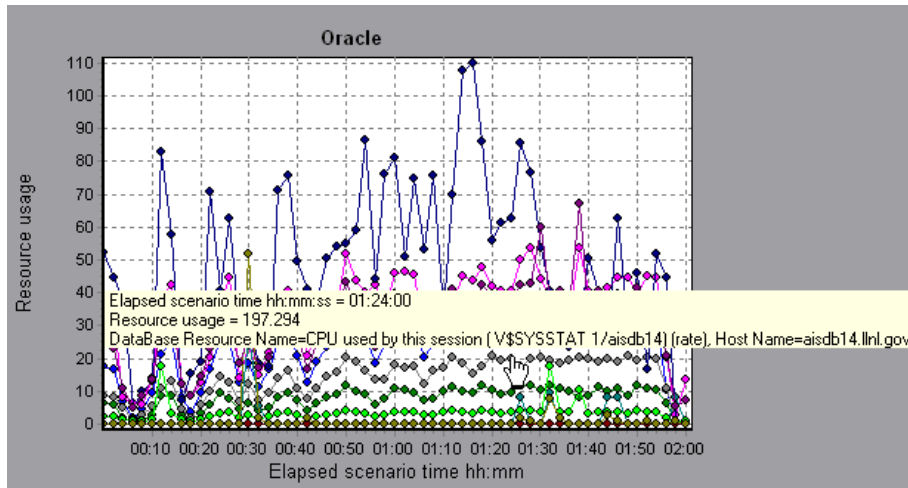 Oracle
110
100
90
80
70
60
50
40
30
20
10
0
Resource usage
Elapsed scenario time hh:mm:ss = 01:24:00
Resource usage = 197.294
DataBase Resource Name=CPU used by this session ( V$SYSSTAT 1/aisdb14) (rate), Host Name=aisdb14.llnl.gov
00:10 00:20 00:30 00:40 00:50 01:00 01:10 01:20 01:30 01:40 01:50 02:00
Elapsed scenario time hh:mm